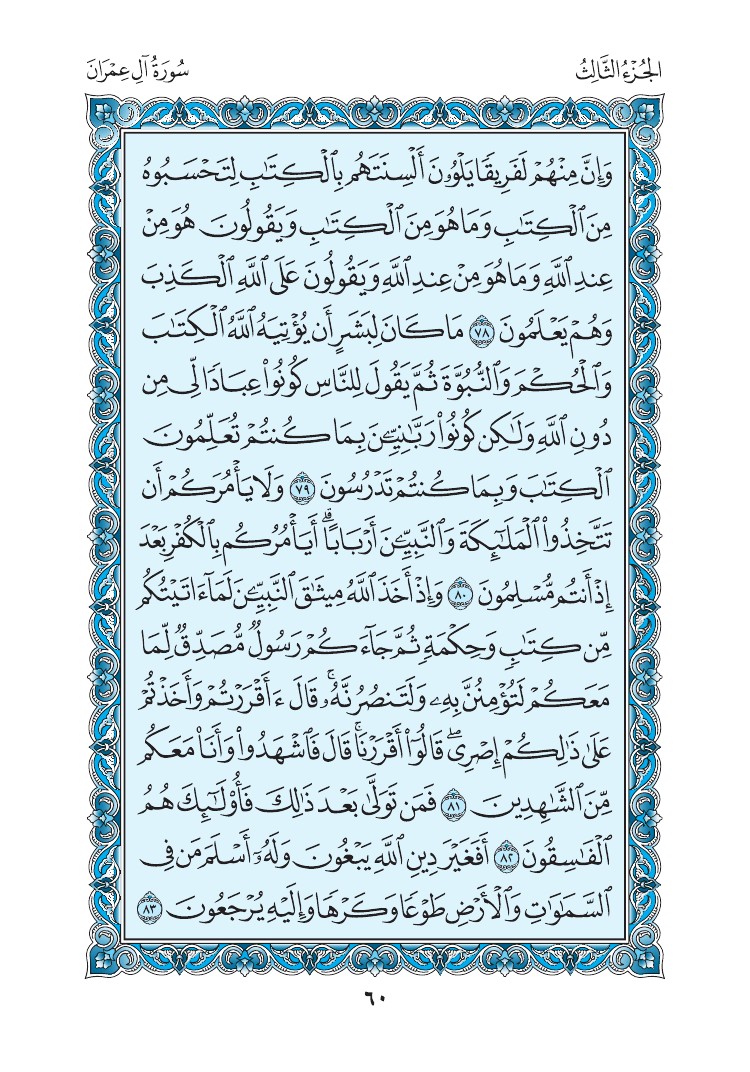 الجُزْءُ الثَّالِثُ
سُورَةُ آلِ عِمْرَانَ
وَإِنَّ مِنْهُمْ لَفَرِيقًا يَلْوُۥنَ أَلْسِنَتَهُم بِٱلْكِتَٰبِ لِتَحْسَبُوهُ
مِنَ ٱلْكِتَٰبِ وَمَا هُوَ مِنَ ٱلْكِتَٰبِ وَيَقُولُونَ هُوَ مِنْ
عِندِ ٱللَّهِ وَمَا هُوَ مِنْ عِندِ ٱللَّهِ وَيَقُولُونَ عَلَى ٱللَّهِ ٱلْكَذِبَ
وَهُمْ يَعْلَمُونَ ٧٨ مَا كَانَ لِبَشَرٍ أَن يُؤْتِيَهُ ٱللَّهُ ٱلْكِتَٰبَ
وَٱلْحُكْمَ وَٱلنُّبُوَّةَ ثُمَّ يَقُولَ لِلنَّاسِ كُونُوا۟ عِبَادًا لِّى مِن
دُونِ ٱللَّهِ وَلَٰكِن كُونُوا۟ رَبَّٰنِيِّۦنَ بِمَا كُنتُمْ تُعَلِّمُونَ
ٱلْكِتَٰبَ وَبِمَا كُنتُمْ تَدْرُسُونَ ٧٩ وَلَا يَأْمُرَكُمْ أَن
تَتَّخِذُوا۟ ٱلْمَلَٰٓئِكَةَ وَٱلنَّبِيِّۦنَ أَرْبَابًا ۗ أَيَأْمُرُكُم بِٱلْكُفْرِ بَعْدَ
إِذْ أَنتُم مُّسْلِمُونَ ٨٠ وَإِذْ أَخَذَ ٱللَّهُ مِيثَٰقَ ٱلنَّبِيِّۦنَ لَمَآ ءَاتَيْتُكُم
مِّن كِتَٰبٍ وَحِكْمَةٍ ثُمَّ جَآءَكُمْ رَسُولٌ مُّصَدِّقٌ لِّمَا
مَعَكُمْ لَتُؤْمِنُنَّ بِهِۦ وَلَتَنصُرُنَّهُۥ ۚ قَالَ ءَأَقْرَرْتُمْ وَأَخَذْتُمْ
عَلَىٰ ذَٰلِكُمْ إِصْرِى ۖ قَالُوٓا۟ أَقْرَرْنَا ۚ قَالَ فَٱشْهَدُوا۟ وَأَنَا۠ مَعَكُم
مِّنَ ٱلشَّٰهِدِينَ ٨١ فَمَن تَوَلَّىٰ بَعْدَ ذَٰلِكَ فَأُو۟لَٰٓئِكَ هُمُ
ٱلْفَٰسِقُونَ ٨٢ أَفَغَيْرَ دِينِ ٱللَّهِ يَبْغُونَ وَلَهُۥٓ أَسْلَمَ مَن فِى
ٱلسَّمَٰوَٰتِ وَٱلْأَرْضِ طَوْعًا وَكَرْهًا وَإِلَيْهِ يُرْجَعُونَ ٨٣
٦٠